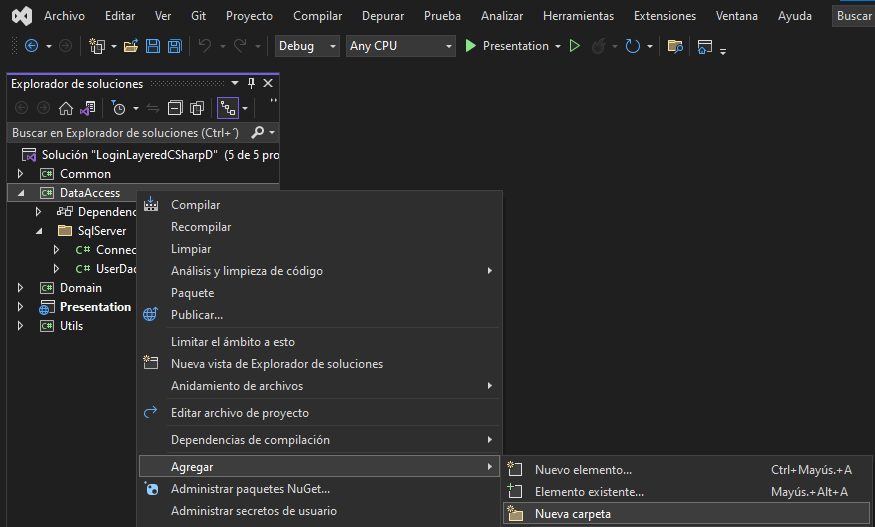 Archivo Editar Ver Git Proyecto Compilar Depurar Prueba Analizar Herramientas Extensiones Ventana Ayuda Buscar
Debug Any CPU Presentation
Explorador de soluciones
Buscar en Explorador de soluciones (Ctrl+´)
Solución "LoginLayeredCSharpD" (5 de 5 pro
C# Common
C# DataAccess
Dependenc
SqlServer
C# Connec
C# UserDac
C# Domain
Presentation
C# Utils
Compilar
Recompilar
Limpiar
Análisis y limpieza de código
Paquete
Publicar...
Limitar el ámbito a esto
Nueva vista de Explorador de soluciones
Anidamiento de archivos
Editar archivo de proyecto
Dependencias de compilación
Agregar
Administrar paquetes NuGet...
Administrar secretos de usuario
Nuevo elemento... Ctrl+Mayús.+A
Elemento existente... Mayús.+Alt+A
Nueva carpeta